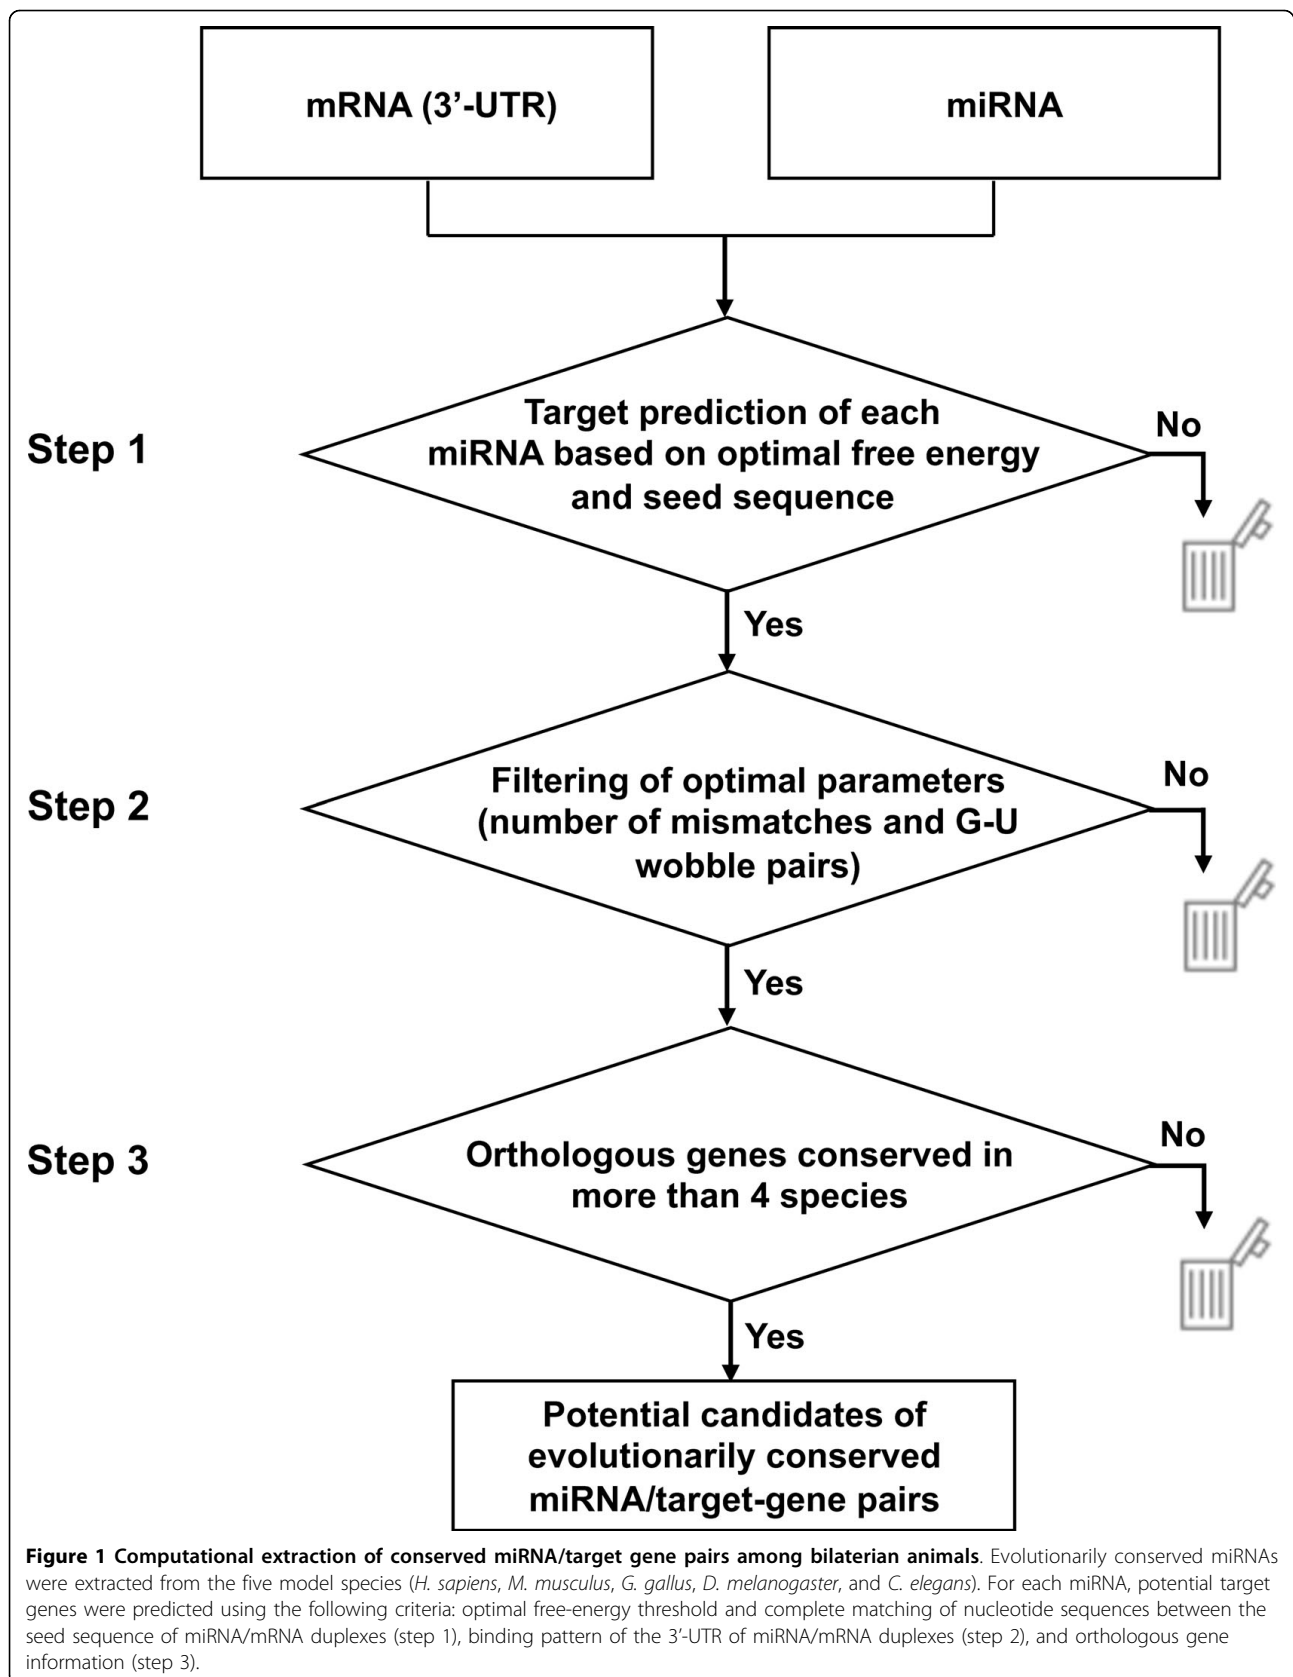 mRNA (3’-UTR)
miRNA
Step 1
Target prediction of each
miRNA based on optimal free energy
and seed sequence
No
Yes
Step 2
Filtering of optimal parameters
(number of mismatches and G-U
wobble pairs)
No
Yes
Step 3
Orthologous genes conserved in
more than 4 species
No
Yes
Potential candidates of
evolutionarily conserved
miRNA/target-gene pairs
Figure 1 Computational extraction of conserved miRNA/target gene pairs among bilaterian animals. Evolutionarily conserved miRNAs
were extracted from the five model species (H. sapiens, M. musculus, G. gallus, D. melanogaster, and C. elegans). For each miRNA, potential target
genes were predicted using the following criteria: optimal free-energy threshold and complete matching of nucleotide sequences between the
seed sequence of miRNA/mRNA duplexes (step 1), binding pattern of the 3’-UTR of miRNA/mRNA duplexes (step 2), and orthologous gene
information (step 3).